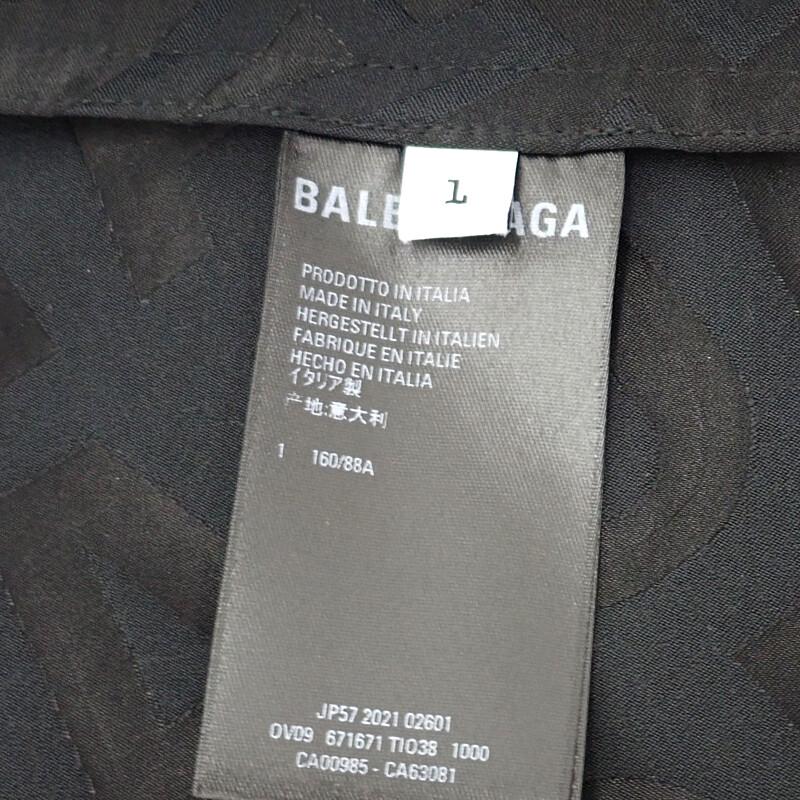 1
BALE AGA
PRODOTTO IN ITALIA
MADE IN ITALY
HERGESTELLT IN ITALIEN
FABRIQUE EN ITALIE
HECHO EN ITALIA
イタリア製
产地:意大利
1 160/88A
JP57 2021 02601
OV09 671671 TIO38 1000
CA00985 - CA63081